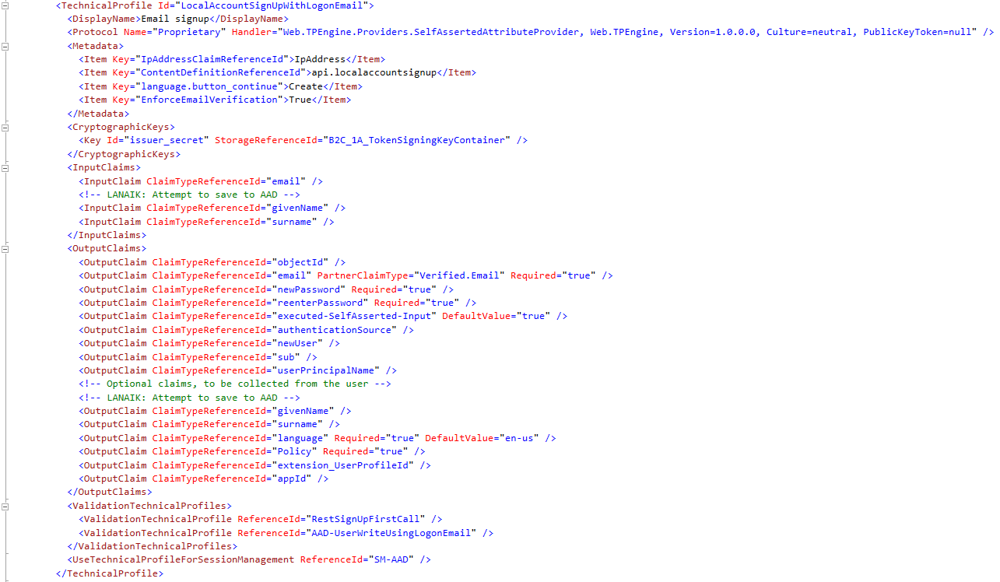 <TechnicalProfile Id="LocalAccountSignUpWithLogonEmail">
<DisplayName>Email signup</DisplayName>
<Protocol Name="Proprietary" Handler="Web.TPEngine.Providers.SelfAssertedAttributeProvider, Web.TPEngine, Version=1.0.0.0, Culture=neutral, PublicKeyToken=null" />
<Metadata>
<Item Key="IpAddressClaimReferenceId">IpAddress</Item>
<Item Key="ContentDefinitionReferenceId">api.localaccountsignup</Item>
<Item Key="language.button_continue">Create</Item>
<Item Key="EnforceEmailVerification">True</Item>
</Metadata>
<CryptographicKeys>
<Key Id="issuer_secret" StorageReferenceId="B2C_1A_TokenSigningKeyContainer" />
</CryptographicKeys>
<InputClaims>
<InputClaim ClaimTypeReferenceId="email" />
<!-- LANAIK: Attempt to save to AAD -->
<InputClaim ClaimTypeReferenceId="givenName" />
<InputClaim ClaimTypeReferenceId="surname" />
</InputClaims>
<OutputClaims>
<OutputClaim ClaimTypeReferenceId="objectId" />
<OutputClaim ClaimTypeReferenceId="email" PartnerClaimType="Verified.Email" Required="true" />
<OutputClaim ClaimTypeReferenceId="newPassword" Required="true" />
<OutputClaim ClaimTypeReferenceId="reenterPassword" Required="true" />
<OutputClaim ClaimTypeReferenceId="executed-SelfAsserted-Input" DefaultValue="true" />
<OutputClaim ClaimTypeReferenceId="authenticationSource" />
<OutputClaim ClaimTypeReferenceId="newUser" />
<OutputClaim ClaimTypeReferenceId="sub" />
<OutputClaim ClaimTypeReferenceId="userPrincipalName" />
<!-- Optional claims, to be collected from the user -->
<!-- LANAIK: Attempt to save to AAD -->
<OutputClaim ClaimTypeReferenceId="givenName" />
<OutputClaim ClaimTypeReferenceId="surname" />
<OutputClaim ClaimTypeReferenceId="language" Required="true" DefaultValue="en-us" />
<OutputClaim ClaimTypeReferenceId="Policy" Required="true" />
<OutputClaim ClaimTypeReferenceId="extension_UserProfileId" />
<OutputClaim ClaimTypeReferenceId="appId" />
</OutputClaims>
<ValidationTechnicalProfiles>
<ValidationTechnicalProfile ReferenceId="RestSignUpFirstCall" />
<ValidationTechnicalProfile ReferenceId="AAD-UserWriteUsingLogonEmail" />
</ValidationTechnicalProfiles>
<UseTechnicalProfileForSessionManagement ReferenceId="SM-AAD" />
</TechnicalProfile>